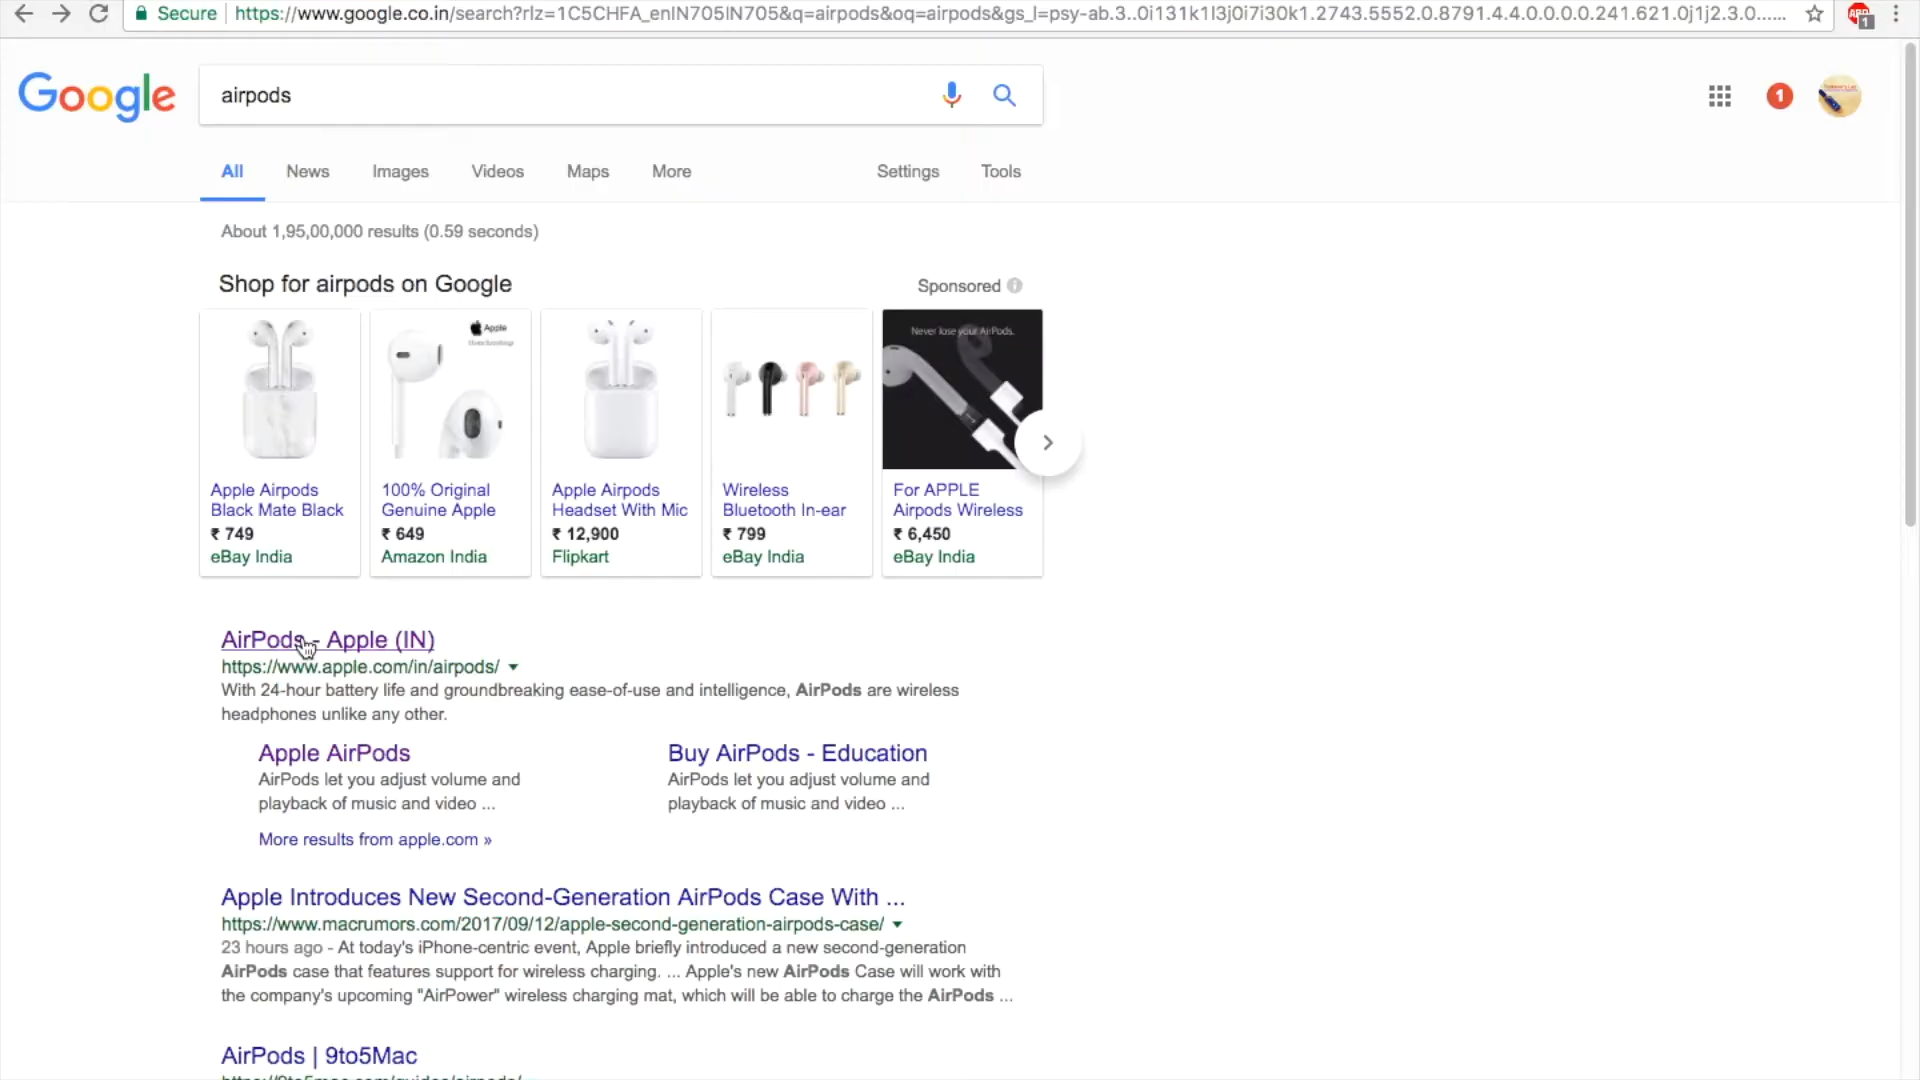 Secure
https://www.google.co.in/search?rlz=1C5CHFA_enIN705IN705&q=airpods&oq=airpods&gs_l=psy-ab.3..0i131k1l3j0i7i30k1.2743.5552.0.8791.4.4.0.0.0.0.241.621.0j1j2.3.0......
1
Google
airpods
1
All
News
Images
Videos
Maps
More
Settings
Tools
About 1,95,00,000 results (0.59 seconds)
Shop for airpods on Google
Sponsored
Apple
Never lose your AirPods.
Apple Airpods
Black Mate Black
₹ 749
eBay India
100% Original
Genuine Apple
₹ 649
Amazon India
Apple Airpods
Headset With Mic
₹ 12,900
Flipkart
Wireless
Bluetooth In-ear
₹ 799
eBay India
For APPLE
Airpods Wireless
₹ 6,450
eBay India
AirPods - Apple (IN)
https://www.apple.com/in/airpods/
With 24-hour battery life and groundbreaking ease-of-use and intelligence, AirPods are wireless
headphones unlike any other.
Apple AirPods
AirPods let you adjust volume and
playback of music and video ...
Buy AirPods - Education
AirPods let you adjust volume and
playback of music and video ...
More results from apple.com »
Apple Introduces New Second-Generation AirPods Case With ...
https://www.macrumors.com/2017/09/12/apple-second-generation-airpods-case/
23 hours ago - At today's iPhone-centric event, Apple briefly introduced a new second-generation
AirPods case that features support for wireless charging. ... Apple's new AirPods Case will work with
the company's upcoming "AirPower" wireless charging mat, which will be able to charge the AirPods ...
AirPods | 9to5Mac
https://9to5mac.com/guides/airpods/